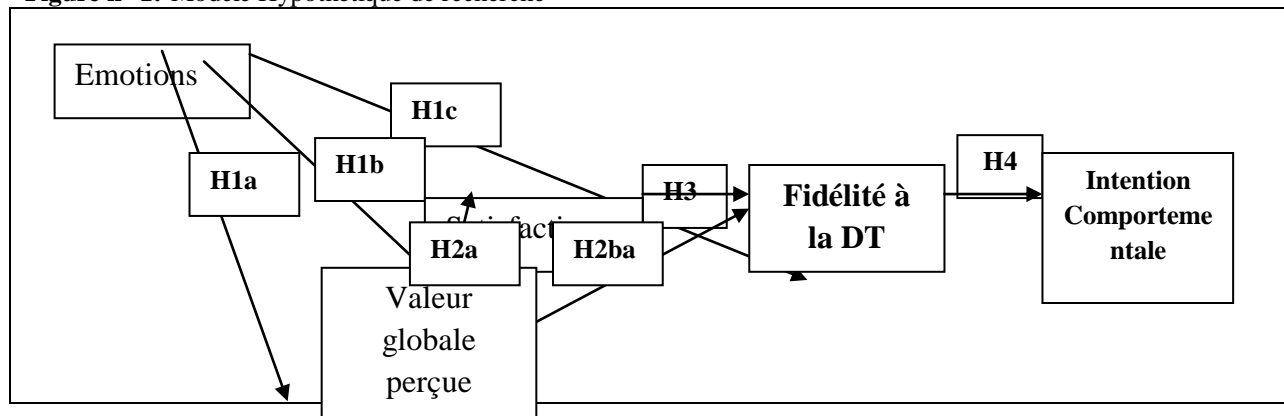 Figure n° Modèle Hypothétique de recherche
Emotions
H1c
H1b
H1a
H3
H4
H2a
H2ba
Fidélité à
la DT
Intention
Comporteme
ntale
Valeur
globale
perçue